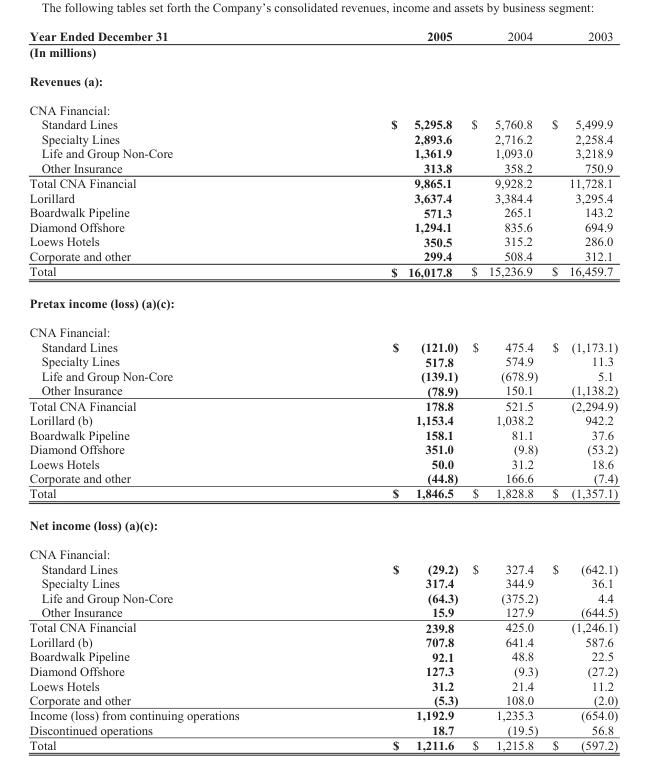 The following tables set forth the Company's consolidated revenues, income and assets by business segment:
Year Ended December 31 2005 2004 2003
(In millions)
Revenues (a):
CNA Financial:
Standard Lines $ 5,295.8 $ 5,760.8 $ 5,499.9
Specialty Lines 2,893.6 2,716.2 2,258.4
Life and Group Non-Core 1,361.9 1,093.0 3,218.9
Other Insurance 313.8 358.2 750.9
Total CNA Financial 9,865.1 9,928.2 11,728.1
Lorillard 3,637.4 3,384.4 3,295.4
Boardwalk Pipeline 571.3 265.1 143.2
Diamond Offshore 1,294.1 835.6 694.9
Loews Hotels 350.5 315.2 286.0
Corporate and other 299.4 508.4 312.1
Total $ 16,017.8 $ 15,236.9 $ 16,459.7
Pretax income (loss) (a)(c):
CNA Financial:
Standard Lines $ (121.0) $ 475.4 $ (1,173.1)
Specialty Lines 517.8 574.9 11.3
Life and Group Non-Core (139.1) (678.9) 5.1
Other Insurance (78.9) 150.1 (1,138.2)
Total CNA Financial 178.8 521.5 (2,294.9)
Lorillard (b) 1,153.4 1,038.2 942.2
Boardwalk Pipeline 158.1 81.1 37.6
Diamond Offshore 351.0 (9.8) (53.2)
Loews Hotels 50.0 31.2 18.6
Corporate and other (44.8) 166.6 (7.4)
Total $ 1,846.5 $ 1,828.8 $ (1,357.1)
Net income (loss) (a)(c):
CNA Financial:
Standard Lines $ (29.2) $ 327.4 $ (642.1)
Specialty Lines 317.4 344.9 36.1
Life and Group Non-Core (64.3) (375.2) 4.4
Other Insurance 15.9 127.9 (644.5)
Total CNA Financial 239.8 425.0 (1,246.1)
Lorillard (b) 707.8 641.4 587.6
Boardwalk Pipeline 92.1 48.8 22.5
Diamond Offshore 127.3 (9.3) (27.2)
Loews Hotels 31.2 21.4 11.2
Corporate and other (5.3) 108.0 (2.0)
Income (loss) from continuing operations 1,192.9 1,235.3 (654.0)
Discontinued operations 18.7 (19.5) 56.8
Total $ 1,211.6 $ 1,215.8 $ (597.2)